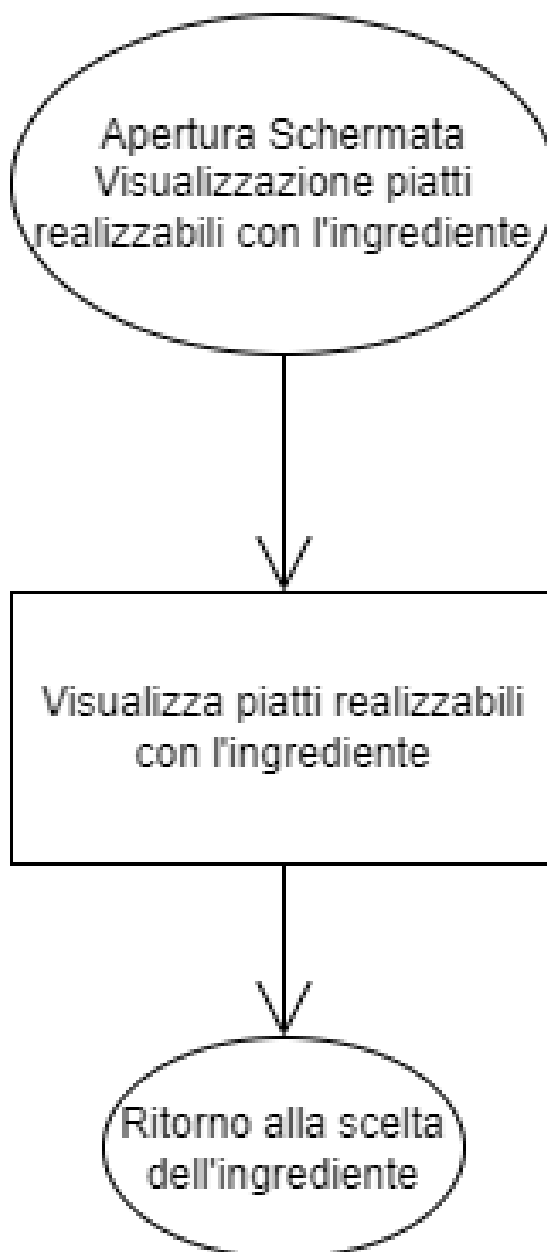 Apertura Schermata
Visualizzazione piatti
realizzabili con l'ingrediente
Visualizza piatti realizzabili
con l'ingrediente
Ritorno alla scelta
dell'ingrediente